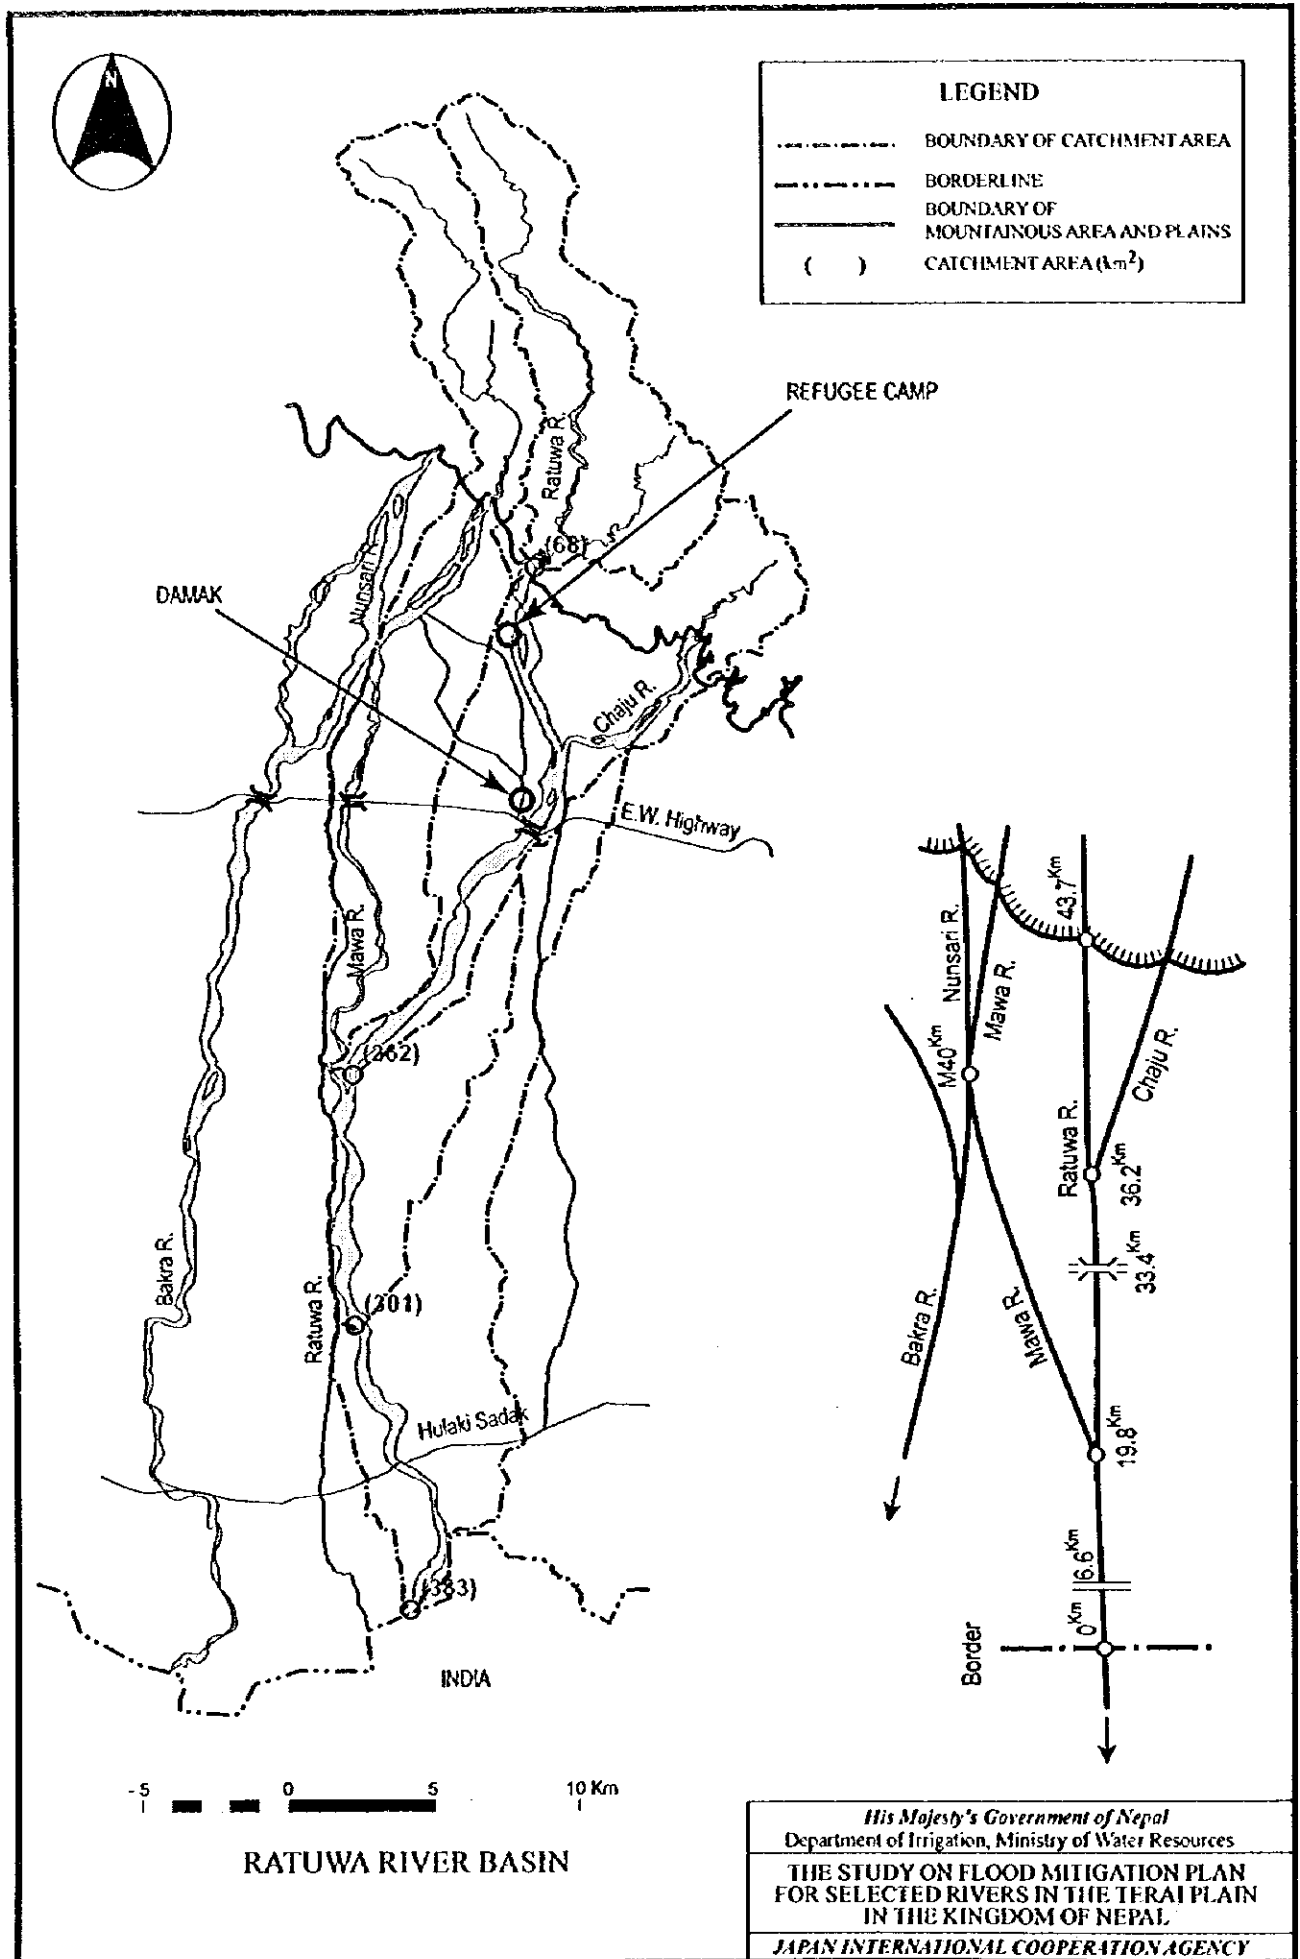 N
LEGEND
BOUNDARY OF CATCHMENT AREA
BORDERLINE
BOUNDARY OF
MOUNTAINOUS AREA AND PLAINS
( ) CATCHMENT AREA (km²)
REFUGEE CAMP
Ratuwa R.
(68)
DAMAK
Nunsari R.
Chaju R.
E.W. Highway
Mawa R.
(262)
Bakra R.
Ratuwa R.
(301)
Hulaki Sadak
(383)
INDIA
43.7Km
Nunsari R.
Mawa R.
M40Km
Chaju R.
Ratuwa R.
36.2Km
33.4Km
Bakra R.
Mawa R.
19.8Km
6.6Km
0Km
Border
- 5 0 5 10 Km
RATUWA RIVER BASIN
His Majesty's Government of Nepal
Department of Irrigation, Ministry of Water Resources
THE STUDY ON FLOOD MITIGATION PLAN
FOR SELECTED RIVERS IN THE TERAI PLAIN
IN THE KINGDOM OF NEPAL
JAPAN INTERNATIONAL COOPERATION AGENCY